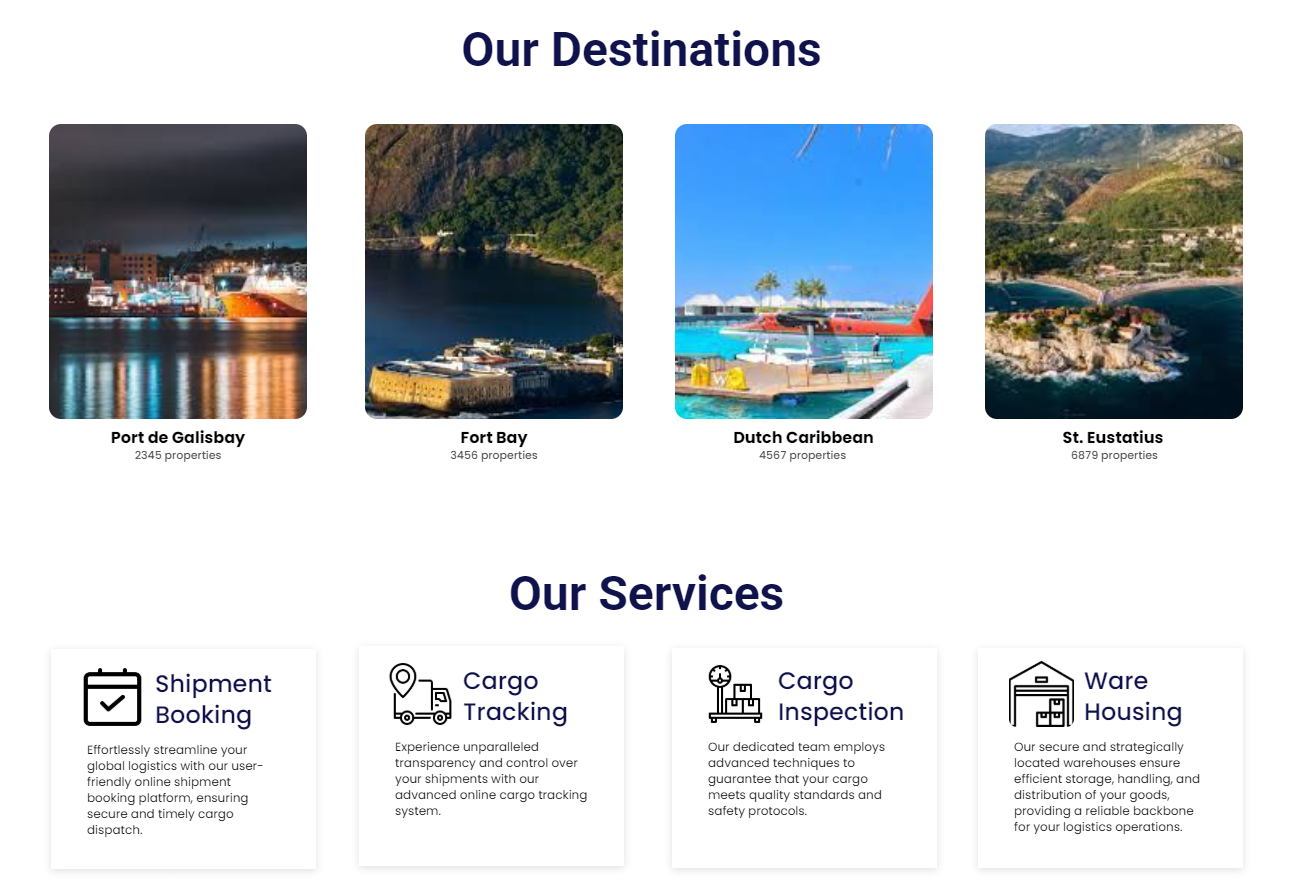 Our Destinations
Port de Galisbay
2345 properties
Fort Bay
3456 properties
Dutch Caribbean
4567 properties
St. Eustatius
6879 properties
Our Services
Shipment
Booking
Effortlessly streamline your
global logistics with our user-
friendly online shipment
booking platform, ensuring
secure and timely cargo
dispatch.
Cargo
Tracking
Experience unparalleled
transparency and control over
your shipments with our
advanced online cargo tracking
system.
Cargo
Inspection
Our dedicated team employs
advanced techniques to
guarantee that your cargo
meets quality standards and
safety protocols.
Ware
Housing
Our secure and strategically
located warehouses ensure
efficient storage, handling, and
distribution of your goods,
providing a reliable backbone
for your logistics operations.